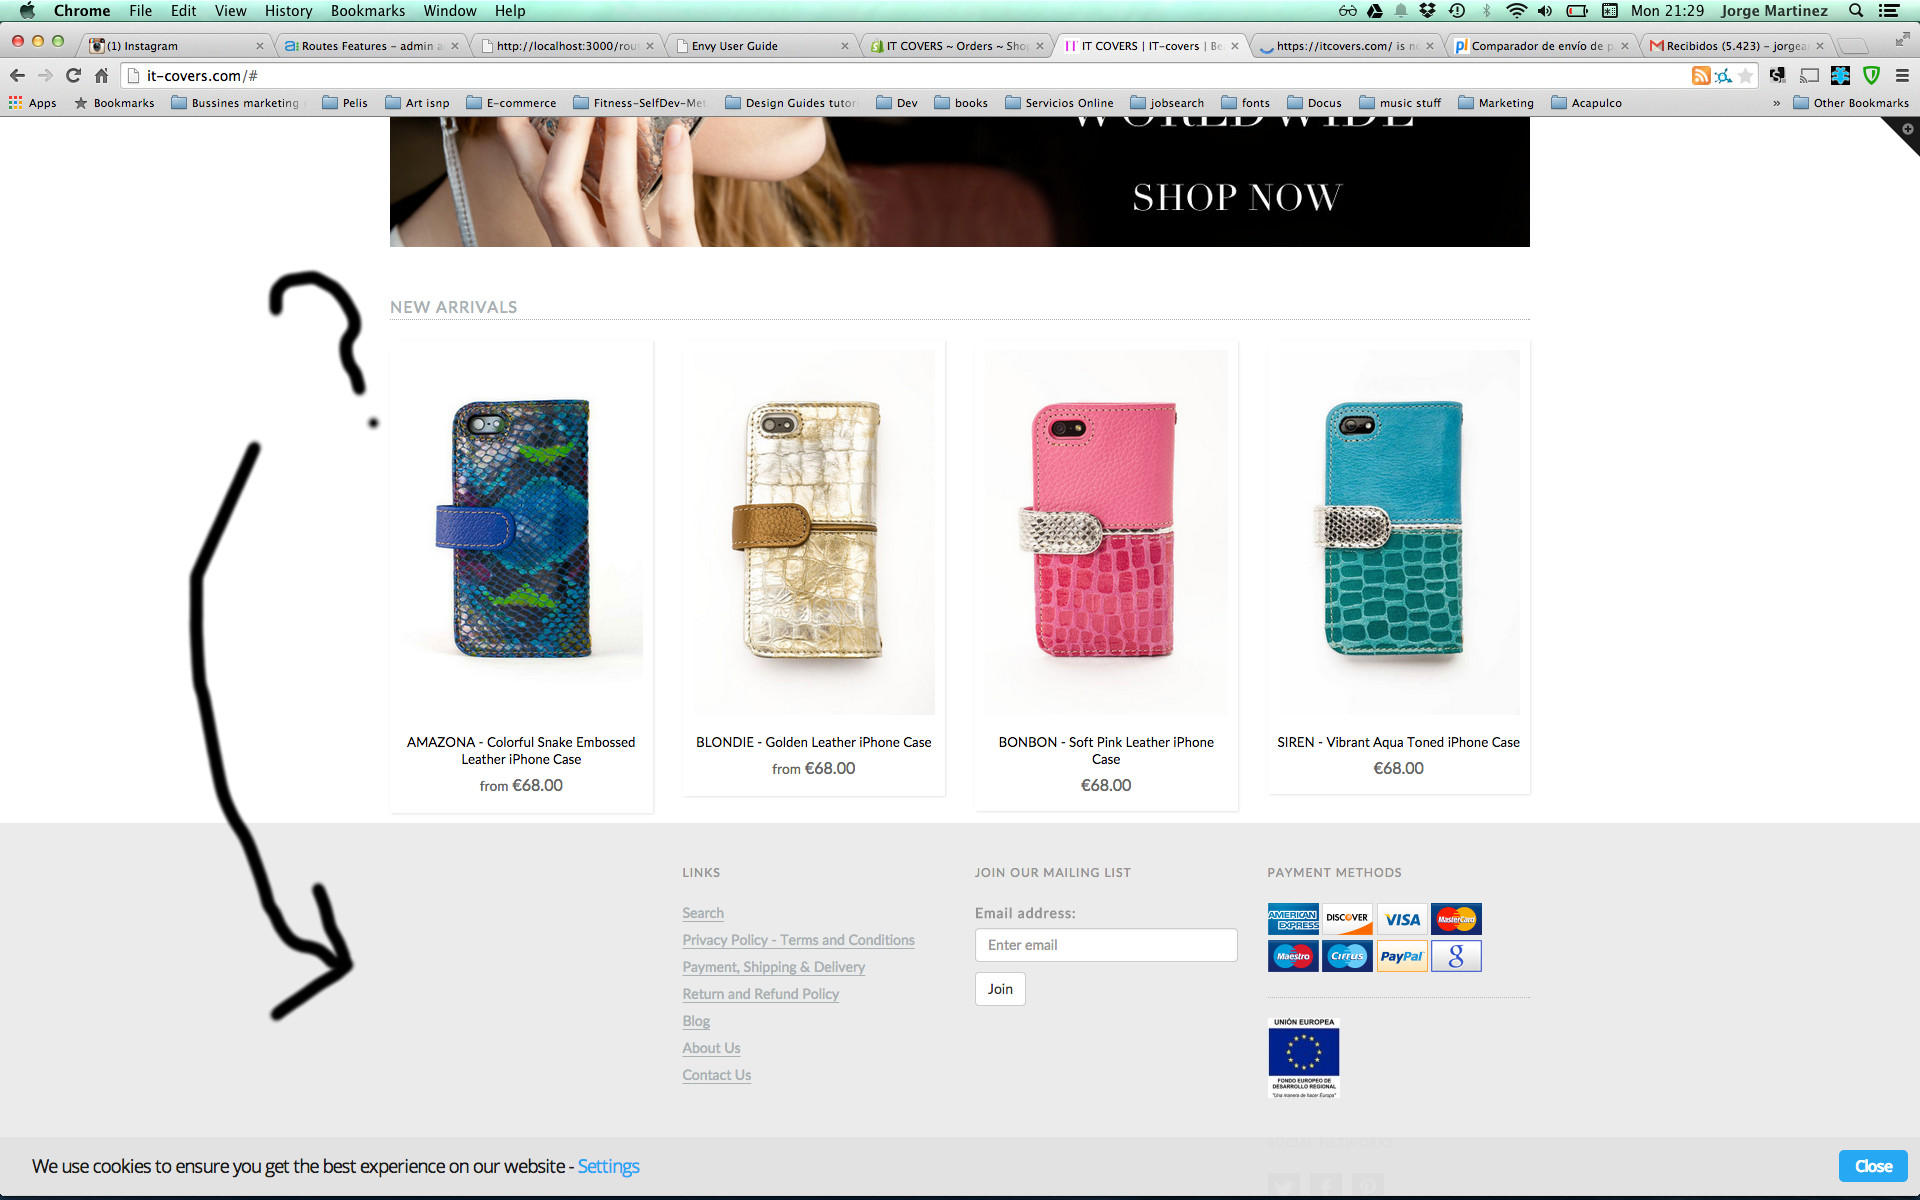 Chrome File Edit View History Bookmarks Window Help Mon 21:29 Jorge Martinez
(1) Instagram
Routes Features - admin a
http://localhost:3000/rou
Envy User Guide
IT COVERS ~ Orders ~ Sho
IT COVERS | IT-covers | Be
https://itcovers.com/ is n
Comparador de envío de p
Recibidos (5.423) - jorgea
it-covers.com/#
Apps Bookmarks Bussines marketing Pelis Art isnp E-commerce Fitness-SelfDev-Met Design Guides tutor Dev books Servicios Online jobsearch fonts Docus music stuff Marketing Acapulco » Other Bookmarks
WORLDWIDE
SHOP NOW
?
NEW ARRIVALS
AMAZONA - Colorful Snake Embossed
Leather iPhone Case
from €68.00
BLONDIE - Golden Leather iPhone Case
from €68.00
BONBON - Soft Pink Leather iPhone
Case
€68.00
SIREN - Vibrant Aqua Toned iPhone Case
€68.00
LINKS
Search
Privacy Policy - Terms and Conditions
Payment, Shipping & Delivery
Return and Refund Policy
Blog
About Us
Contact Us
JOIN OUR MAILING LIST
Email address:
Enter email
Join
PAYMENT METHODS
AMERICAN EXPRESS DISCOVER VISA MasterCard
Maestro Cirrus PayPal g
UNIÓN EUROPEA
FONDO EUROPEO DE
DESARROLLO REGIONAL
"Una manera de hacer Europa"
We use cookies to ensure you get the best experience on our website - Settings
Close